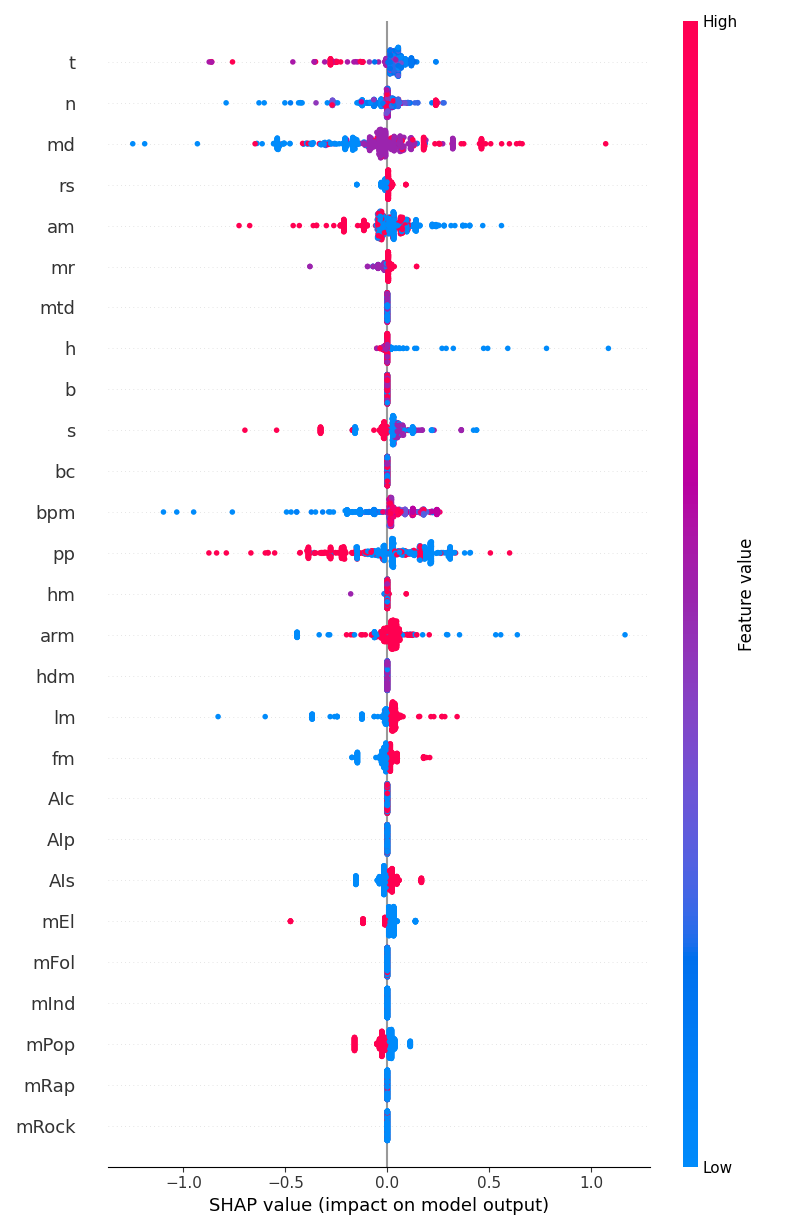 High
t
n
md
rs
am
mr
mtd
h
b
s
bc
bpm
pp
hm
arm
hdm
lm
fm
AIc
AIp
AIs
mEl
mFol
mInd
mPop
mRap
mRock
Feature value
Low
−1.0 −0.5 0.0 0.5 1.0
SHAP value (impact on model output)